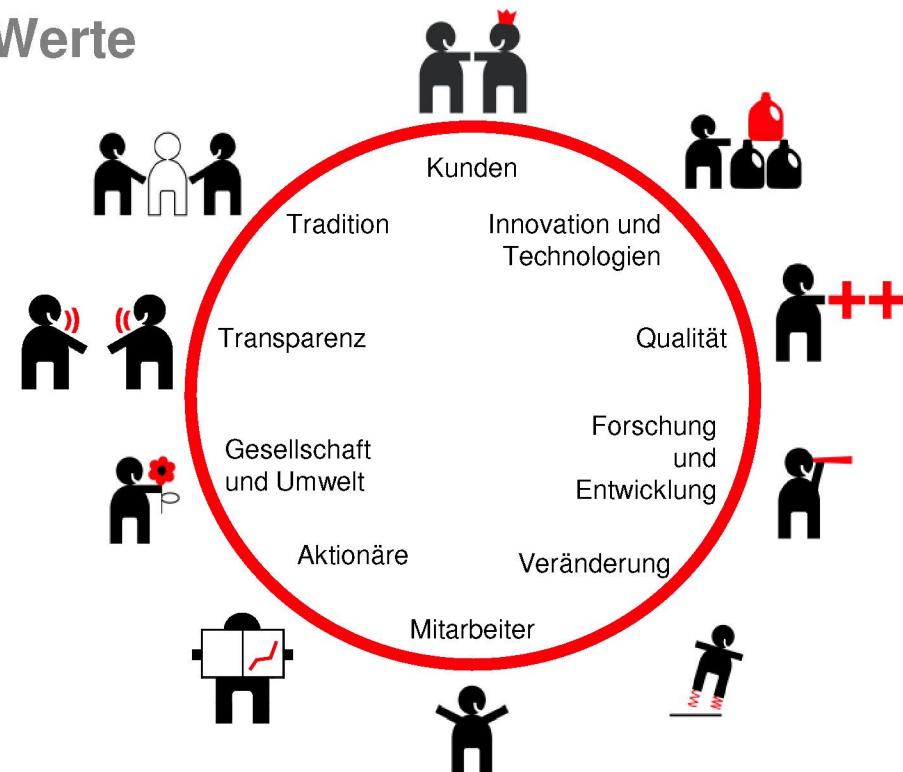 Werte
Kunden
Tradition
Innovation und
Technologien
Transparenz
Qualität
Gesellschaft
und Umwelt
Forschung
und
Entwicklung
Aktionäre
Veränderung
Mitarbeiter